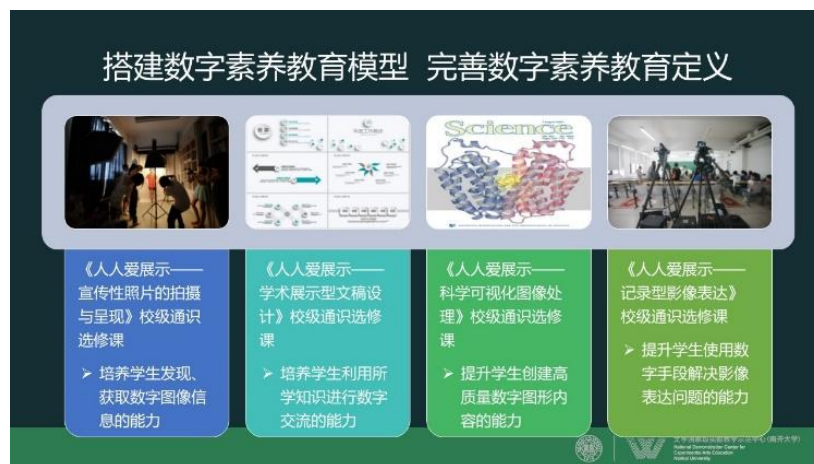 搭建数字素养教育模型 完善数字素养教育定义
Science
《人人爱展示——
宣传性照片的拍摄
与呈现》校级通识
选修课
➢ 培养学生发现、
获取数字图像信
息的能力
《人人爱展示——
学术展示型文稿设
计》校级通识选修
课
➢ 培养学生利用所
学知识进行数字
交流的能力
《人人爱展示——
科学可视化图像处
理》校级通识选修
课
➢ 提升学生创建高
质量数字图形内
容的能力
《人人爱展示——
记录型影像表达》
校级通识选修课
➢ 提升学生使用数
字手段解决影像
表达问题的能力
National Demonstration Center for
Experimental Arts Education
Nankai University